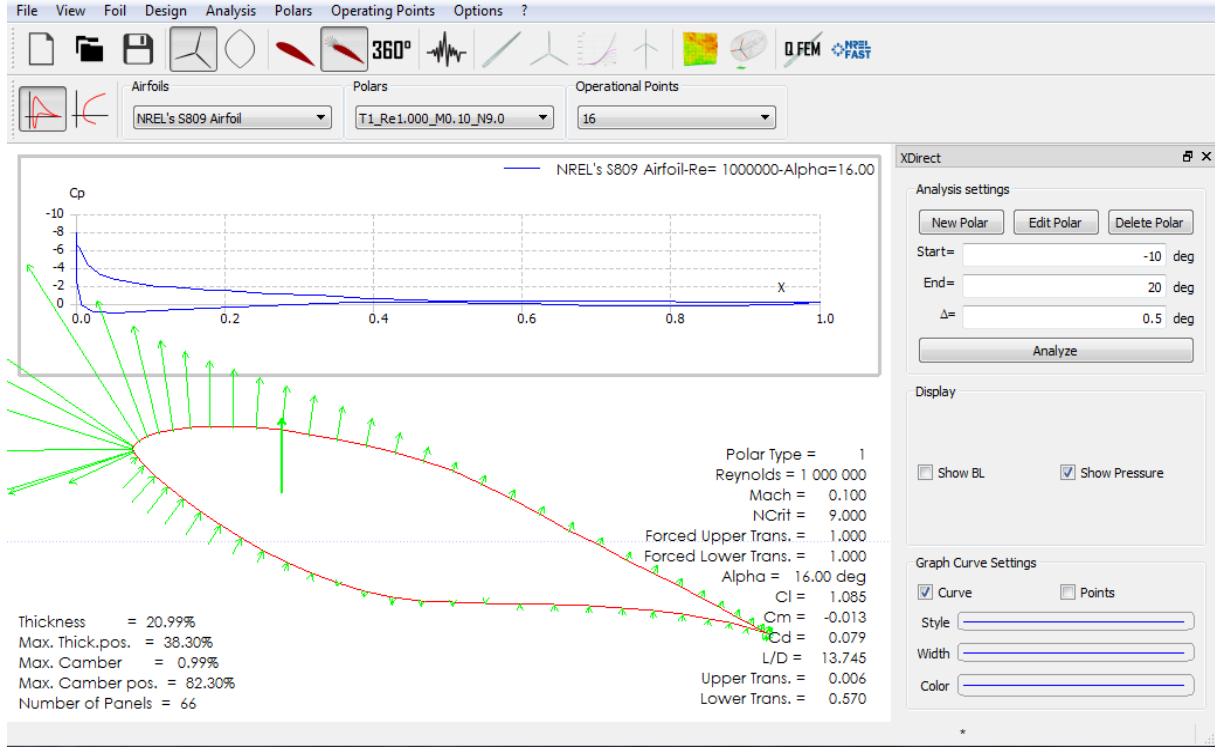 File View Foil Design Analysis Polars Operating Points Options ?
360° Q FEM NREL FAST
Airfoils Polars Operational Points
NREL's S809 Airfoil T1_Re1.000_M0.10_N9.0 16
NREL's S809 Airfoil-Re= 1000000-Alpha=16.00
Cp
-10
-8
-6
-4
-2
0
X
0.0 0.2 0.4 0.6 0.8 1.0
Polar Type = 1
Reynolds = 1 000 000
Mach = 0.100
NCrit = 9.000
Forced Upper Trans. = 1.000
Forced Lower Trans. = 1.000
Alpha = 16.00 deg
Cl = 1.085
Cm = -0.013
Cd = 0.079
L/D = 13.745
Upper Trans. = 0.006
Lower Trans. = 0.570
Thickness = 20.99%
Max. Thick.pos. = 38.30%
Max. Camber = 0.99%
Max. Camber pos. = 82.30%
Number of Panels = 66
XDirect
Analysis settings
New Polar Edit Polar Delete Polar
Start= -10 deg
End= 20 deg
Δ= 0.5 deg
Analyze
Display
Show BL Show Pressure
Graph Curve Settings
Curve Points
Style
Width
Color
*